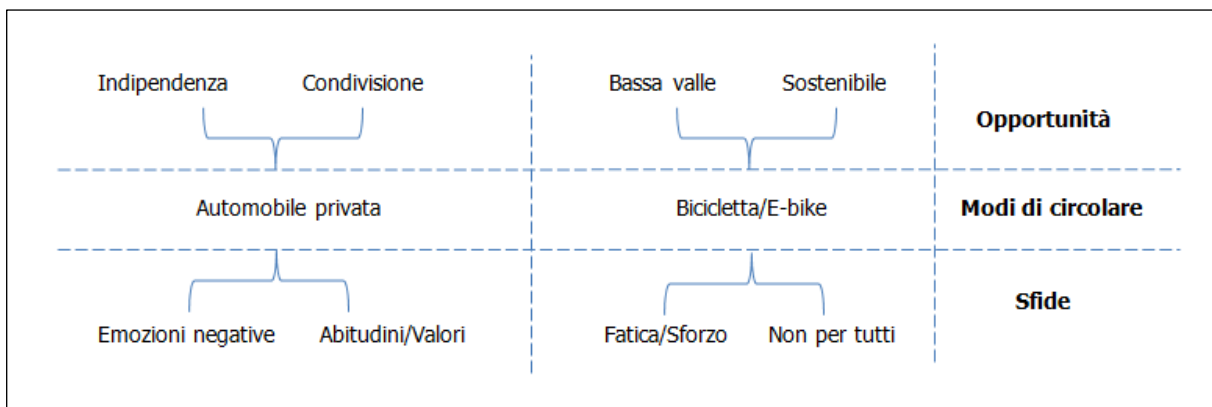 Indipendenza Condivisione Bassa valle Sostenibile
Opportunità
Automobile privata Bicicletta/E-bike Modi di circolare
Sfide
Emozioni negative Abitudini/Valori Fatica/Sforzo Non per tutti